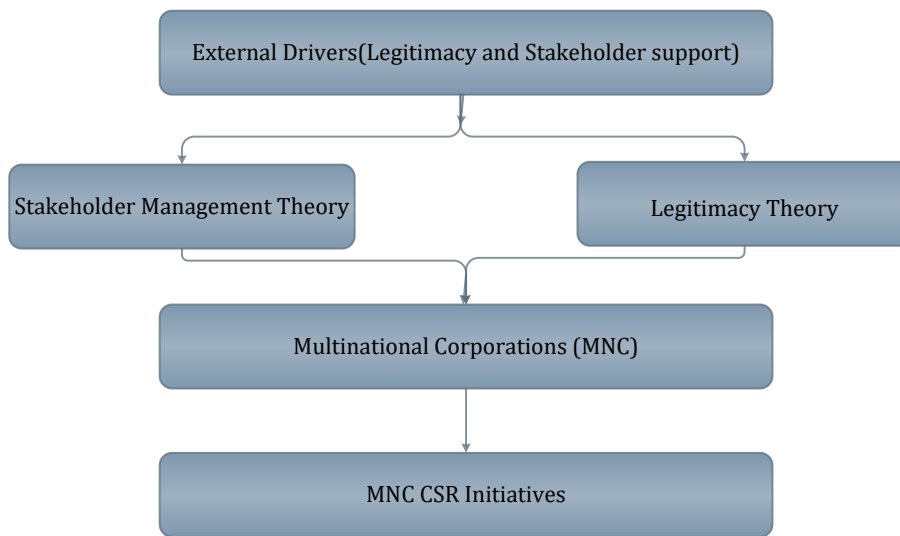 External Drivers(Legitimacy and Stakeholder support)
Stakeholder Management Theory
Legitimacy Theory
Multinational Corporations (MNC)
MNC CSR Initiatives